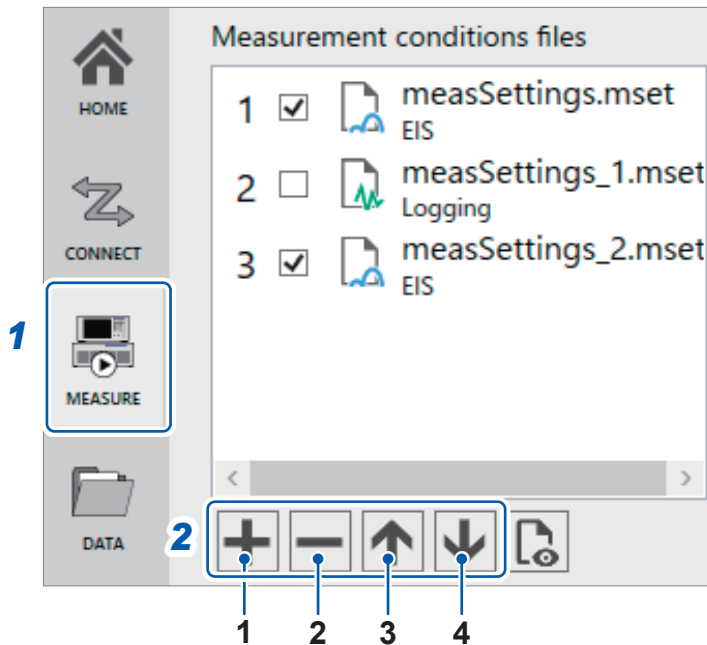 Measurement conditions files
HOME
1 measSettings.mset
EIS
2 measSettings_1.mset
Logging
CONNECT
3 measSettings_2.mset
EIS
1
MEASURE
DATA
2
1 2 3 4